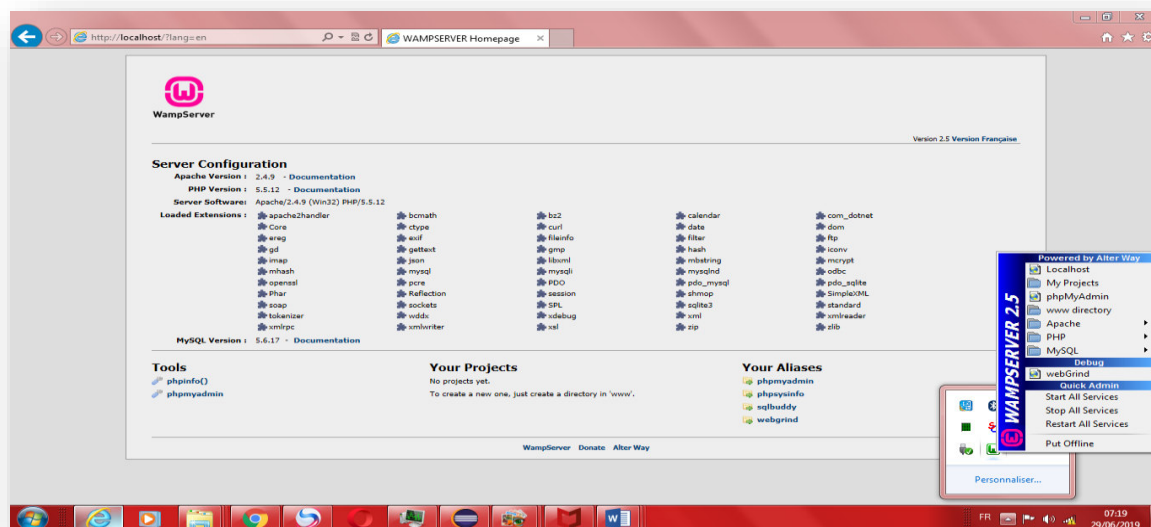 http://localhost/?lang=en
WAMPSERVER Homepage
WampServer
Version 2.5 Version Française
Server Configuration
Apache Version : 2.4.9 - Documentation
PHP Version : 5.5.12 - Documentation
Server Software: Apache/2.4.9 (Win32) PHP/5.5.12
Loaded Extensions : apache2handler bcmath bz2 calendar com_dotnet
Core ctype curl date dom
ereg exif fileinfo filter ftp
gd gettext gmp hash iconv
imap json libxml mbstring mcrypt
mhash mysql mysqli mysqlnd odbc
openssl pcre PDO pdo_mysql pdo_sqlite
Phar Reflection session shmop SimpleXML
soap sockets SPL sqlite3 standard
tokenizer wddx xdebug xml xmlreader
xmlrpc xmlwriter xsl zip zlib
MySQL Version : 5.6.17 - Documentation
Tools
phpinfo()
phpmyadmin
Your Projects
No projects yet.
To create a new one, just create a directory in 'www'.
Your Aliases
phpmyadmin
phpsysinfo
sqlbuddy
webgrind
WampServer Donate Alter Way
WAMPSERVER 2.5
Powered by Alter Way
Localhost
My Projects
phpMyAdmin
www directory
Apache
PHP
MySQL
Debug
webGrind
Quick Admin
Start All Services
Stop All Services
Restart All Services
Put Offline
Personnaliser...
FR
07:19
29/06/2019